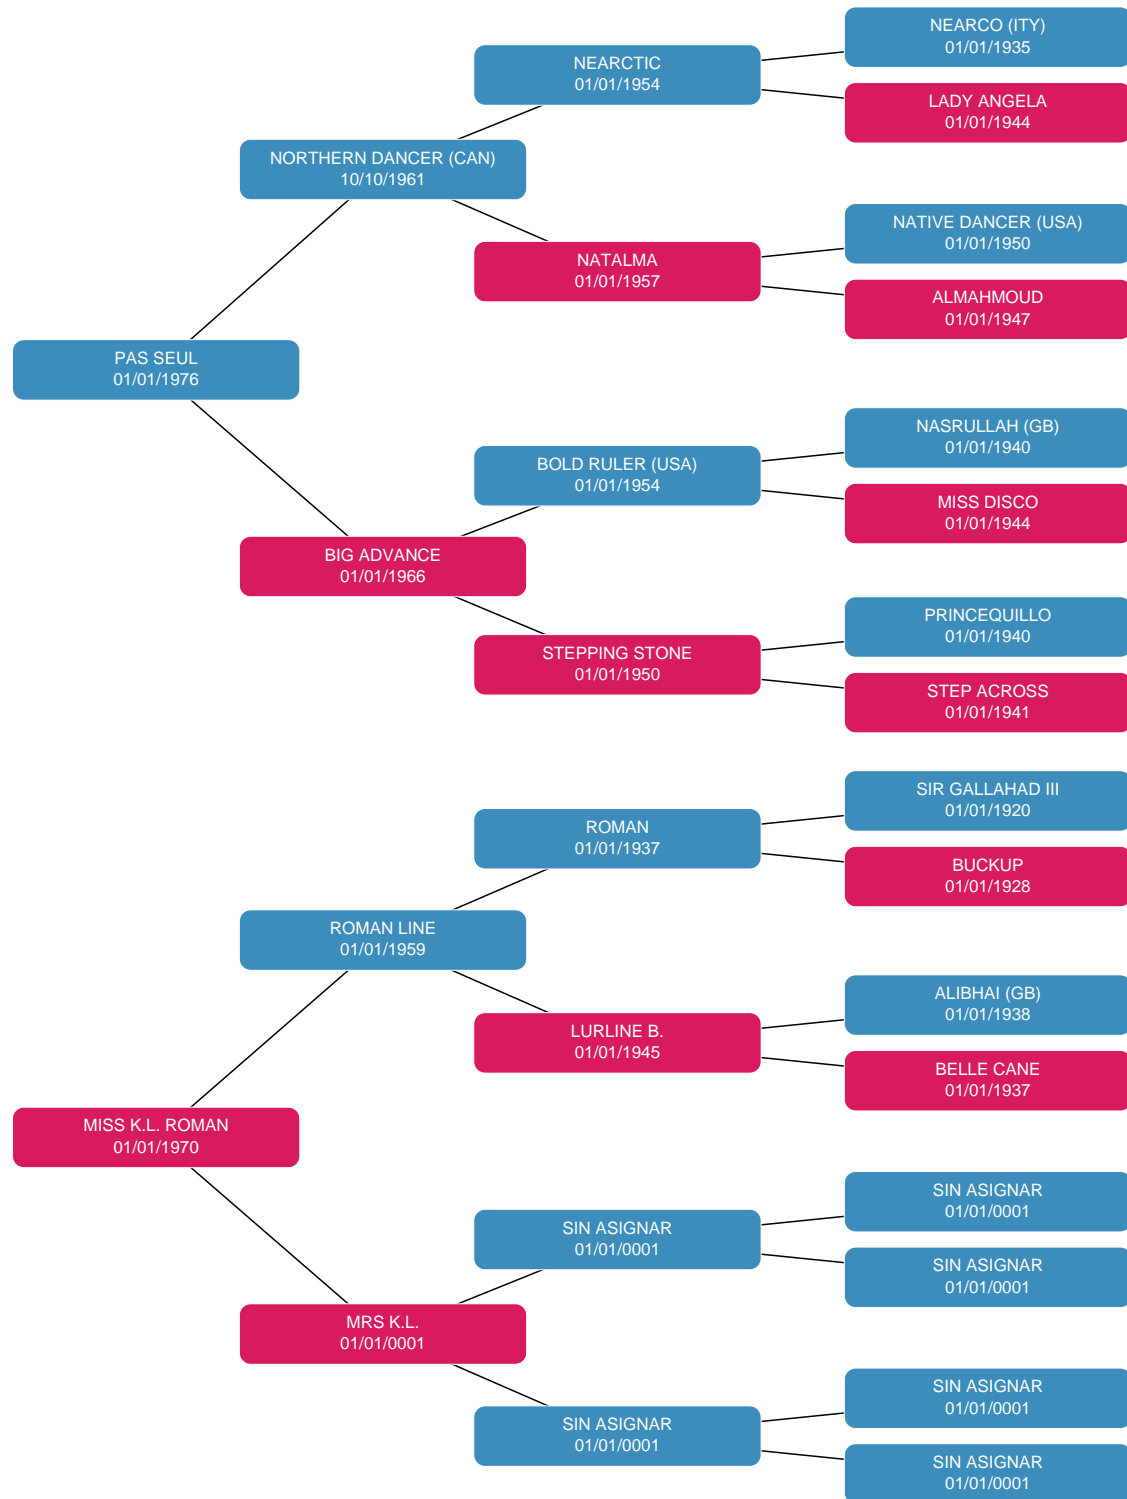 NEARCO (ITY)
01/01/1935
NEARCTIC
01/01/1954
LADY ANGELA
01/01/1944
NORTHERN DANCER (CAN)
10/10/1961
NATIVE DANCER (USA)
01/01/1950
NATALMA
01/01/1957
ALMAHMOUD
01/01/1947
PAS SEUL
01/01/1976
NASRULLAH (GB)
01/01/1940
BOLD RULER (USA)
01/01/1954
MISS DISCO
01/01/1944
BIG ADVANCE
01/01/1966
PRINCEQUILLO
01/01/1940
STEPPING STONE
01/01/1950
STEP ACROSS
01/01/1941
SIR GALLAHAD III
01/01/1920
ROMAN
01/01/1937
BUCKUP
01/01/1928
ROMAN LINE
01/01/1959
ALIBHAI (GB)
01/01/1938
LURLINE B.
01/01/1945
BELLE CANE
01/01/1937
MISS K.L. ROMAN
01/01/1970
SIN ASIGNAR
01/01/0001
SIN ASIGNAR
01/01/0001
SIN ASIGNAR
01/01/0001
MRS K.L.
01/01/0001
SIN ASIGNAR
01/01/0001
SIN ASIGNAR
01/01/0001
SIN ASIGNAR
01/01/0001